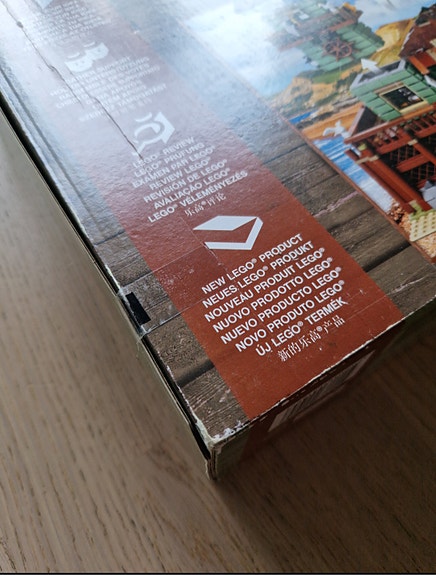 LEGO® REVIEW
LEGO® PRÜFUNG
EXAMEN PAR LEGO®
REVIEW LEGO®
REVISIÓN DE LEGO®
AVALIAÇÃO LEGO®
LEGO® VÉLEMÉNYEZÉS
乐高®评论
NEW LEGO® PRODUCT
NEUES LEGO® PRODUKT
NOUVEAU PRODUIT LEGO®
NUOVO PRODOTTO LEGO®
NUEVO PRODUCTO LEGO®
NOVO PRODUTO LEGO®
ÚJ LEGO® TERMÉK
新的乐高®产品